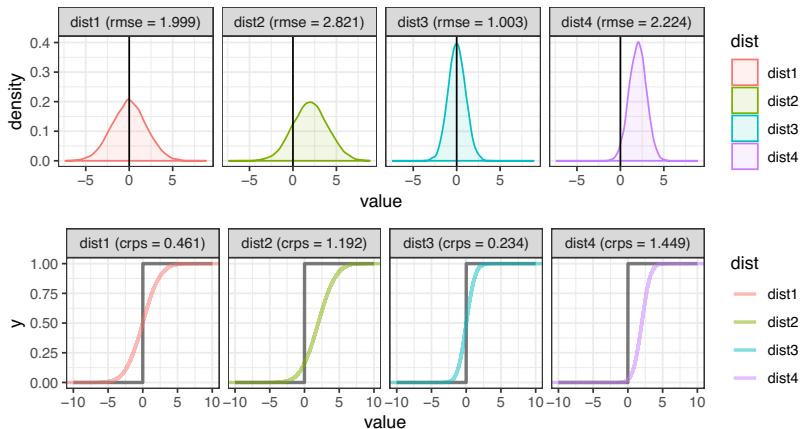 dist1 (rmse = 1.999) dist2 (rmse = 2.821) dist3 (rmse = 1.003) dist4 (rmse = 2.224)
density
0.4
0.3
0.2
0.1
0.0
−5 0 5 −5 0 5 −5 0 5 −5 0 5
value
dist
dist1
dist2
dist3
dist4
dist1 (crps = 0.461) dist2 (crps = 1.192) dist3 (crps = 0.234) dist4 (crps = 1.449)
y
1.00
0.75
0.50
0.25
0.00
−10 −5 0 5 10 −10 −5 0 5 10 −10 −5 0 5 10 −10 −5 0 5 10
value
dist
dist1
dist2
dist3
dist4